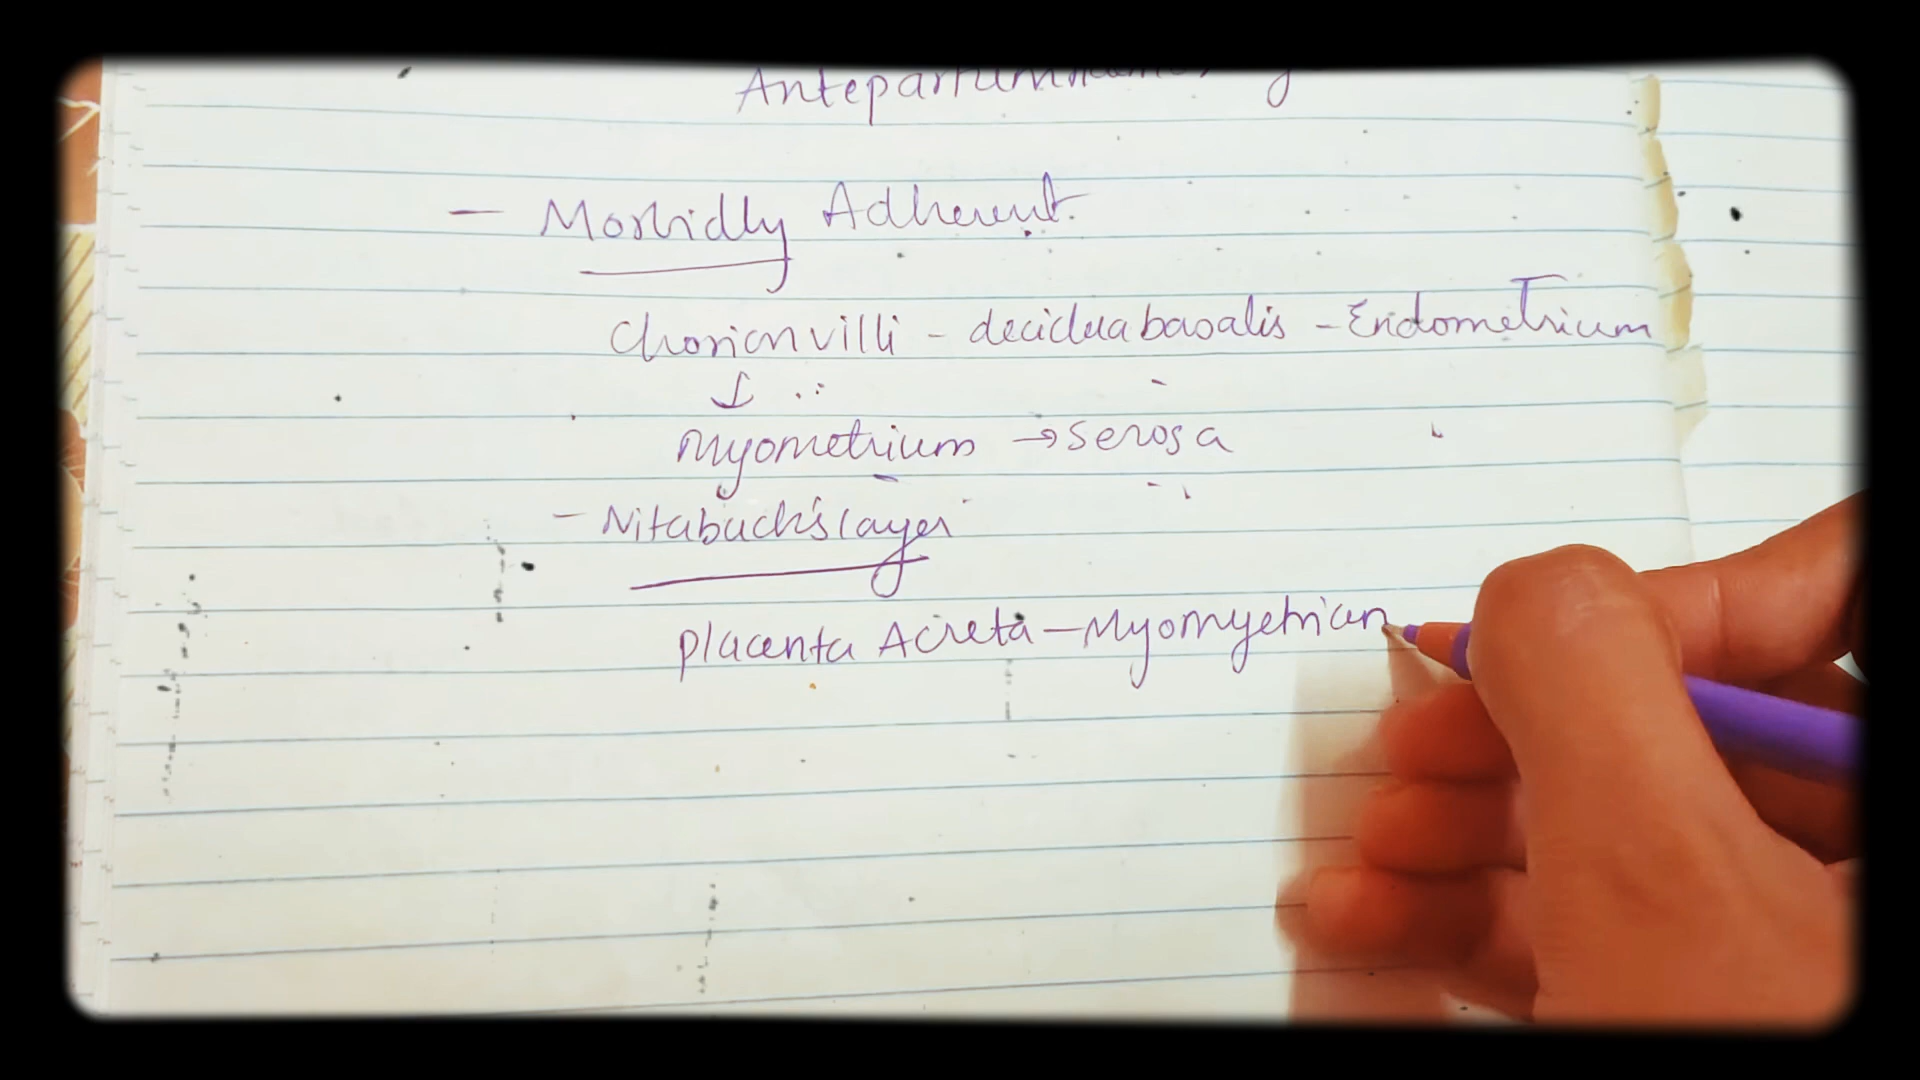 Antepartum
- Morbidly Adherent.
Chorion villi - decidua basalis - Endometrium
↓
Myometrium → Serosa
- Nitabuch's layer
placenta Acreta - Myomyetrium